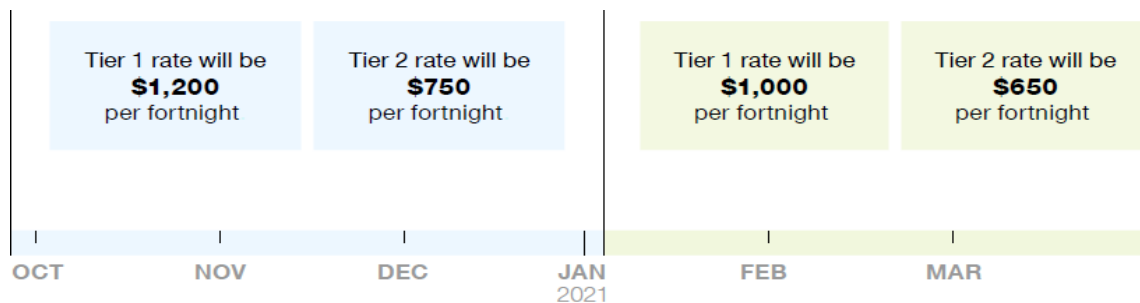 Tier 1 rate will be
$1,200
per fortnight
Tier 2 rate will be
$750
per fortnight
Tier 1 rate will be
$1,000
per fortnight
Tier 2 rate will be
$650
per fortnight
OCT NOV DEC JAN FEB MAR
2021